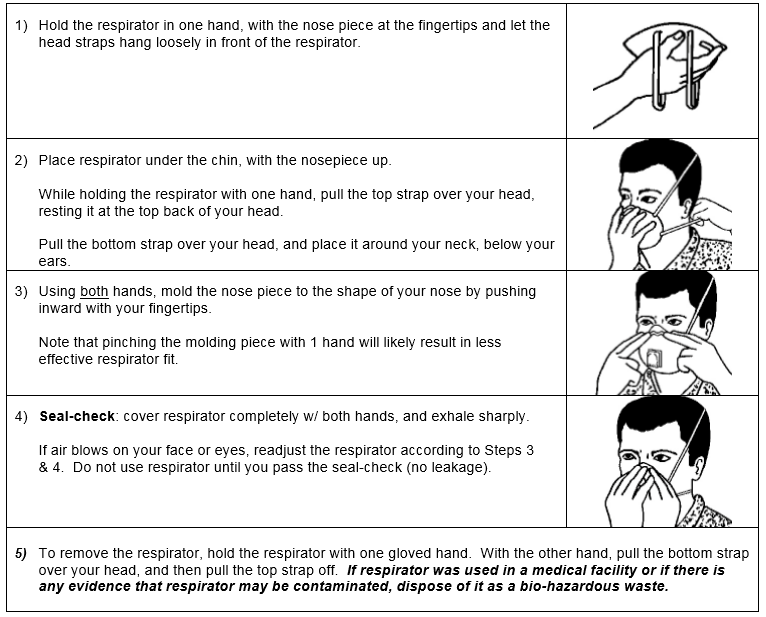 1) Hold the respirator in one hand, with the nose piece at the fingertips and let the
head straps hang loosely in front of the respirator.
2) Place respirator under the chin, with the nosepiece up.
While holding the respirator with one hand, pull the top strap over your head,
resting it at the top back of your head.
Pull the bottom strap over your head, and place it around your neck, below your
ears.
3) Using both hands, mold the nose piece to the shape of your nose by pushing
inward with your fingertips.
Note that pinching the molding piece with 1 hand will likely result in less
effective respirator fit.
4) Seal-check: cover respirator completely w/ both hands, and exhale sharply.
If air blows on your face or eyes, readjust the respirator according to Steps 3
& 4. Do not use respirator until you pass the seal-check (no leakage).
5) To remove the respirator, hold the respirator with one gloved hand. With the other hand, pull the bottom strap
over your head, and then pull the top strap off. If respirator was used in a medical facility or if there is
any evidence that respirator may be contaminated, dispose of it as a bio-hazardous waste.